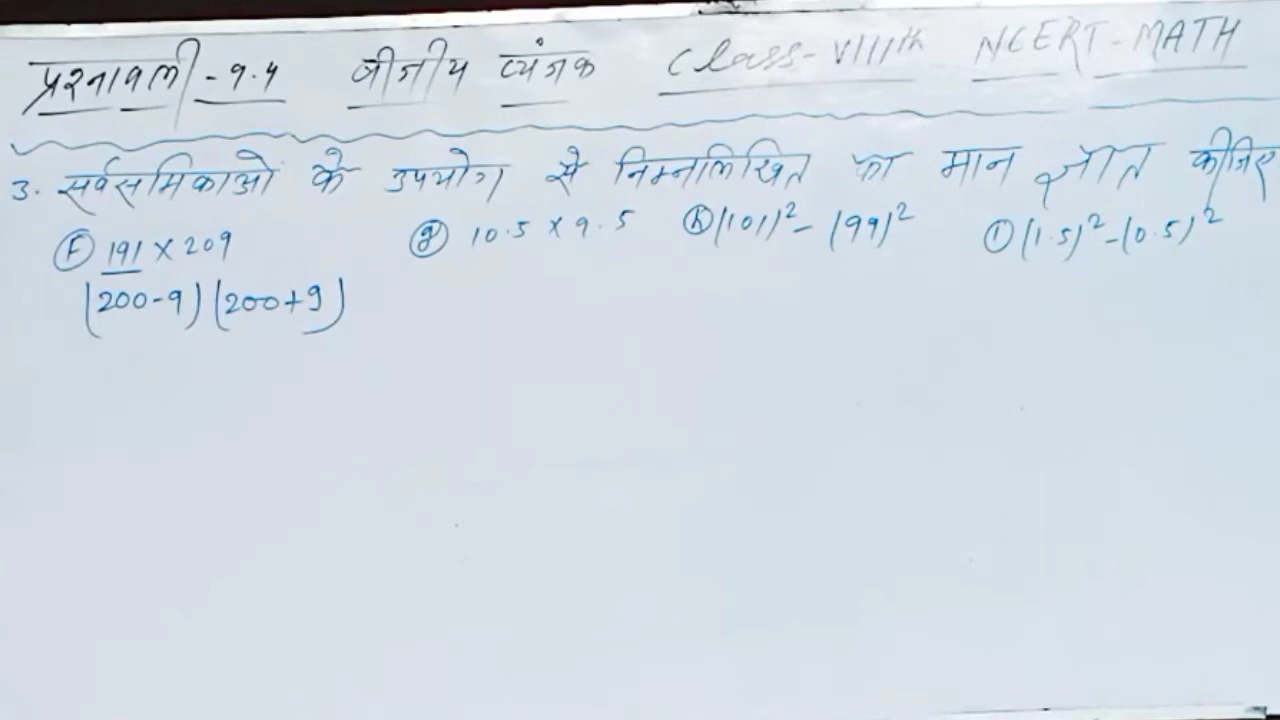 प्रश्नावली - 9.4 बीजीय व्यंजक Class - VIIIth NCERT - MATH
3. सर्वसमिकाओं के उपयोग से निम्नलिखित का मान ज्ञात कीजिए
(F) 191 × 209 (g) 10.5 × 9.5 (h) (101)² - (99)² (i) (1.5)² - (0.5)²
(200-9) (200+9)